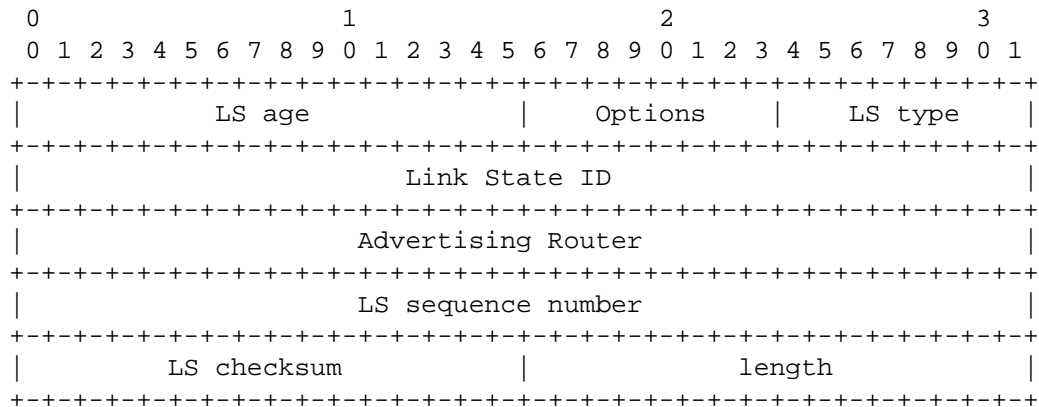 0                   1                   2                   3
0 1 2 3 4 5 6 7 8 9 0 1 2 3 4 5 6 7 8 9 0 1 2 3 4 5 6 7 8 9 0 1
+-+-+-+-+-+-+-+-+-+-+-+-+-+-+-+-+-+-+-+-+-+-+-+-+-+-+-+-+-+-+-+-+
|            LS age             |    Options    |    LS type    |
+-+-+-+-+-+-+-+-+-+-+-+-+-+-+-+-+-+-+-+-+-+-+-+-+-+-+-+-+-+-+-+-+
|                        Link State ID                          |
+-+-+-+-+-+-+-+-+-+-+-+-+-+-+-+-+-+-+-+-+-+-+-+-+-+-+-+-+-+-+-+-+
|                     Advertising Router                        |
+-+-+-+-+-+-+-+-+-+-+-+-+-+-+-+-+-+-+-+-+-+-+-+-+-+-+-+-+-+-+-+-+
|                     LS sequence number                        |
+-+-+-+-+-+-+-+-+-+-+-+-+-+-+-+-+-+-+-+-+-+-+-+-+-+-+-+-+-+-+-+-+
|         LS checksum           |             length            |
+-+-+-+-+-+-+-+-+-+-+-+-+-+-+-+-+-+-+-+-+-+-+-+-+-+-+-+-+-+-+-+-+